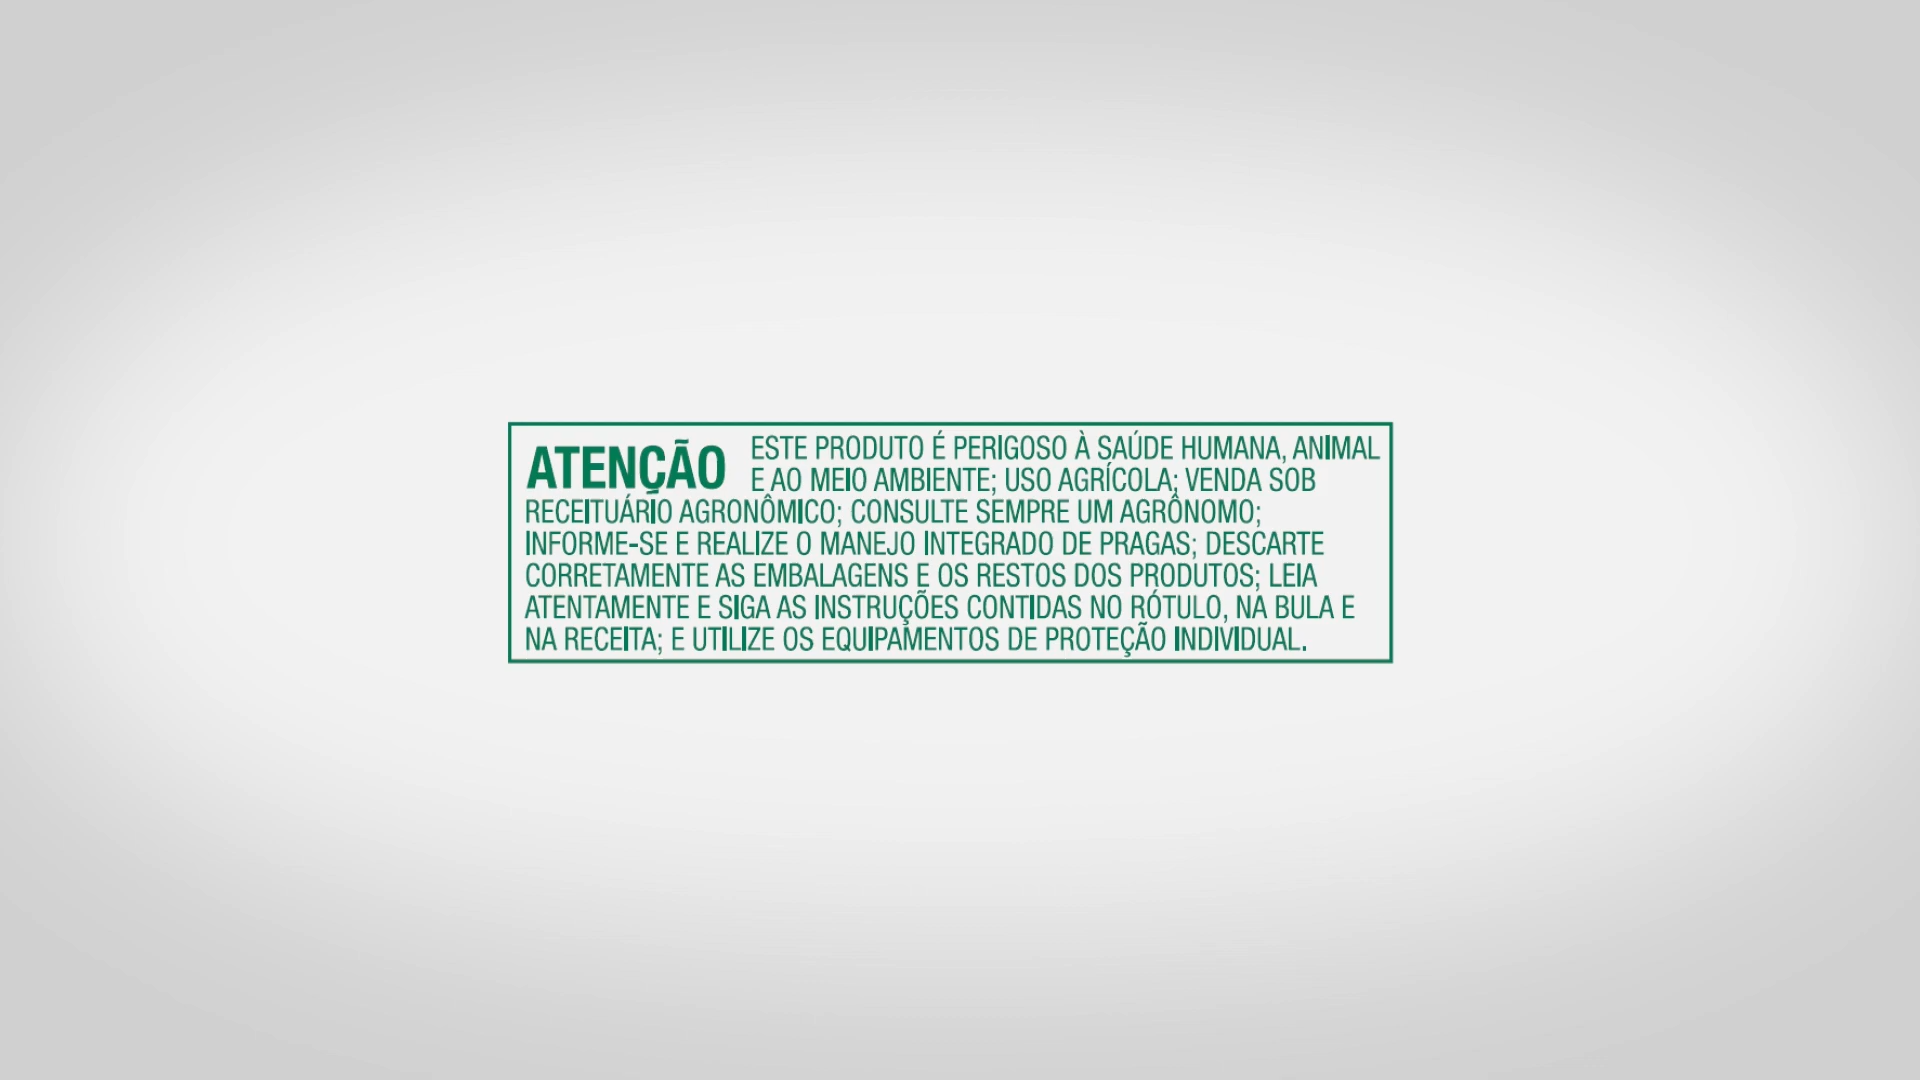 ATENÇÃO ESTE PRODUTO É PERIGOSO À SAÚDE HUMANA, ANIMAL
E AO MEIO AMBIENTE; USO AGRÍCOLA; VENDA SOB
RECEITUÁRIO AGRONÔMICO; CONSULTE SEMPRE UM AGRÔNOMO;
INFORME-SE E REALIZE O MANEJO INTEGRADO DE PRAGAS; DESCARTE
CORRETAMENTE AS EMBALAGENS E OS RESTOS DOS PRODUTOS; LEIA
ATENTAMENTE E SIGA AS INSTRUÇÕES CONTIDAS NO RÓTULO, NA BULA E
NA RECEITA; E UTILIZE OS EQUIPAMENTOS DE PROTEÇÃO INDIVIDUAL.